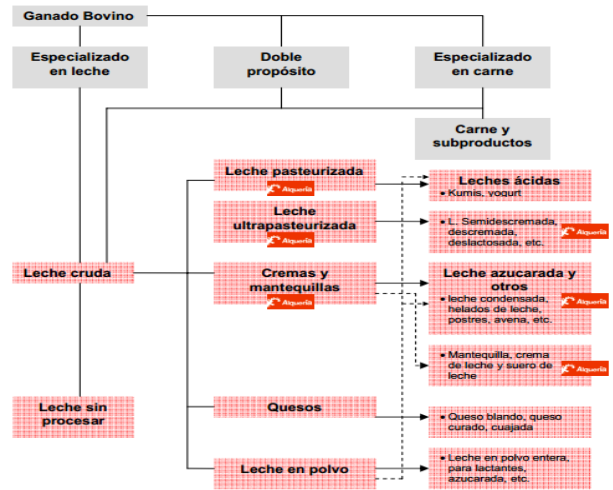 Ganado Bovino
Especializado
en leche
Doble
propósito
Especializado
en carne
Carne y
subproductos
Leche pasteurizada
Alquería
Leches ácidas
• Kumis, yogurt
Leche
ultrapasteurizada
Alquería
• L. Semidescremada,
descremada,
deslactosada, etc.
Alquería
Leche cruda
Cremas y
mantequillas
Alquería
Leche azucarada y
otros
• leche condensada,
helados de leche,
postres, avena, etc.
Alquería
• Mantequilla, crema
de leche y suero de
leche
Alquería
Leche sin
procesar
Quesos
• Queso blando, queso
curado, cuajada
Leche en polvo
• Leche en polvo entera,
para lactantes,
azucarada, etc.